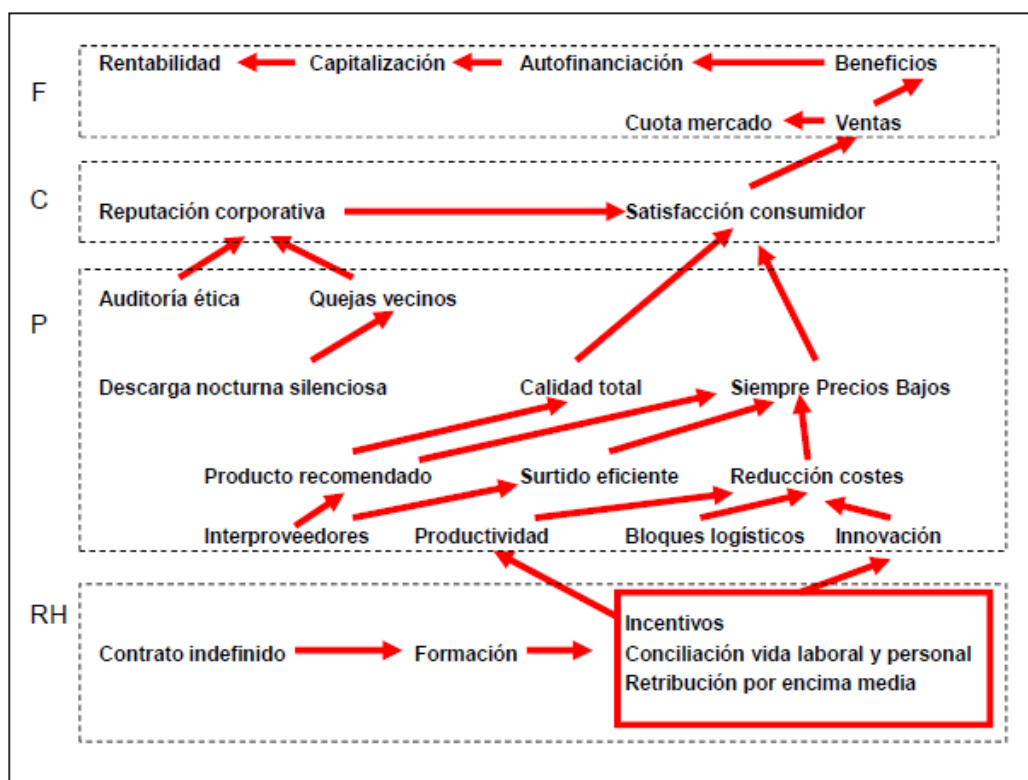 F
Rentabilidad Capitalización Autofinanciación Beneficios
Cuota mercado Ventas
C
Reputación corporativa Satisfacción consumidor
P
Auditoría ética Quejas vecinos
Descarga nocturna silenciosa Calidad total Siempre Precios Bajos
Producto recomendado Surtido eficiente Reducción costes
Interproveedores Productividad Bloques logísticos Innovación
RH
Incentivos
Contrato indefinido Formación Conciliación vida laboral y personal
Retribución por encima media